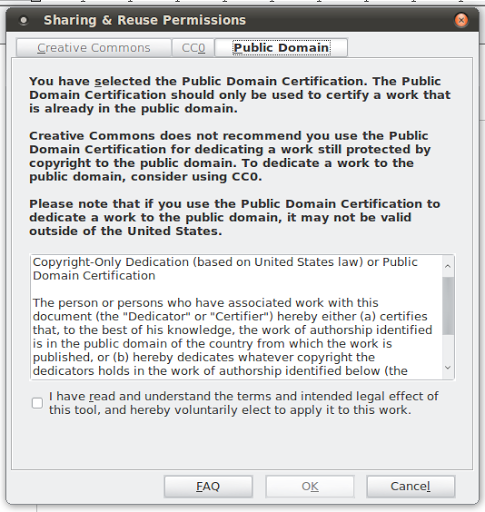 Sharing & Reuse Permissions
Creative Commons
CC0
Public Domain
You have selected the Public Domain Certification. The Public
Domain Certification should only be used to certify a work that
is already in the public domain.
Creative Commons does not recommend you use the Public
Domain Certification for dedicating a work still protected by
copyright to the public domain. To dedicate a work to the
public domain, consider using CC0.
Please note that if you use the Public Domain Certification to
dedicate a work to the public domain, it may not be valid
outside of the United States.
Copyright-Only Dedication (based on United States law) or Public
Domain Certification
The person or persons who have associated work with this
document (the "Dedicator" or "Certifier") hereby either (a) certifies
that, to the best of his knowledge, the work of authorship identified
is in the public domain of the country from which the work is
published, or (b) hereby dedicates whatever copyright the
dedicators holds in the work of authorship identified below (the
I have read and understand the terms and intended legal effect of
this tool, and hereby voluntarily elect to apply it to this work.
FAQ
OK
Cancel